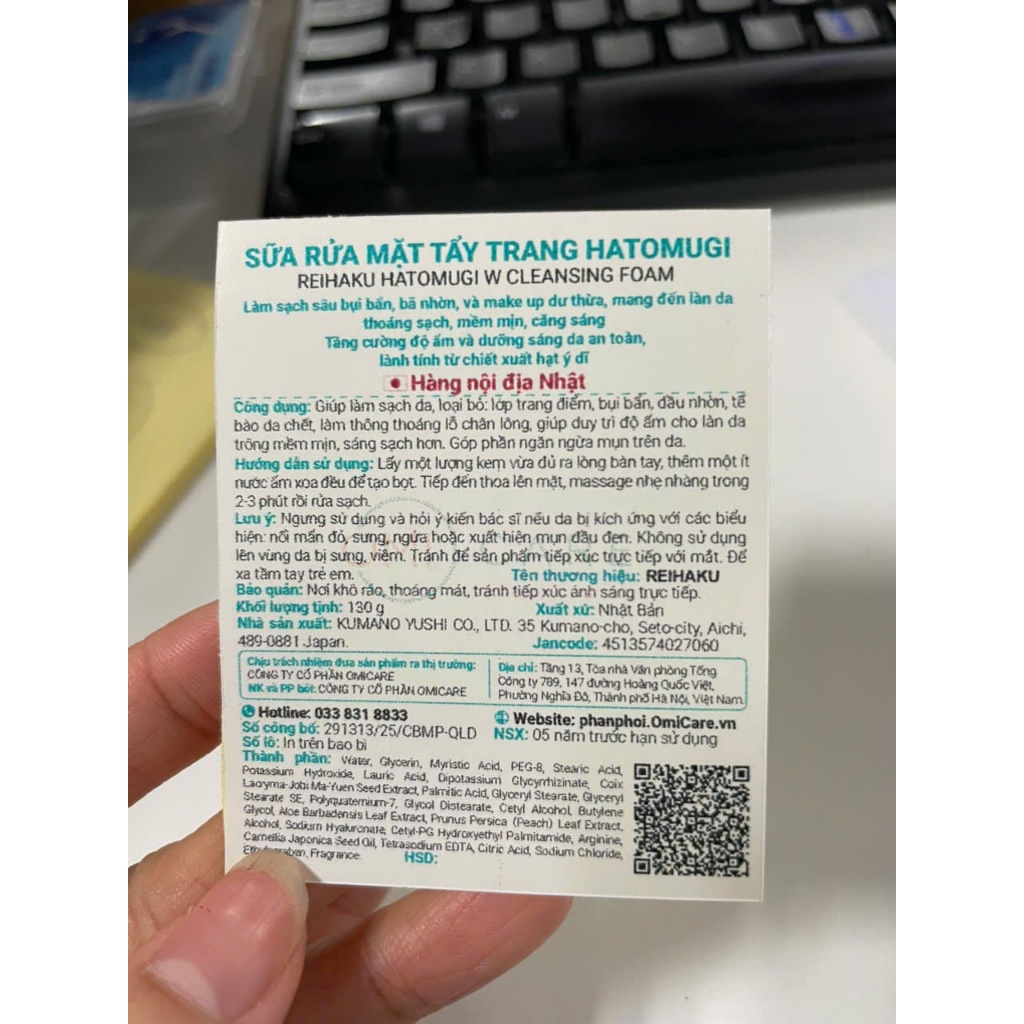 SỮA RỬA MẶT TẨY TRANG HATOMUGI
REIHAKU HATOMUGI W CLEANSING FOAM
Làm sạch sâu bụi bẩn, bã nhờn, và make up dư thừa, mang đến làn da
thoáng sạch, mềm mịn, căng sáng
Tăng cường độ ẩm và dưỡng sáng da an toàn,
lành tính từ chiết xuất hạt ý dĩ
Hàng nội địa Nhật
Công dụng: Giúp làm sạch da, loại bỏ: lớp trang điểm, bụi bẩn, dầu nhờn, tế
bào da chết, làm thông thoáng lỗ chân lông, giúp duy trì độ ẩm cho làn da
trông mềm mịn, sáng sạch hơn. Góp phần ngăn ngừa mụn trên da.
Hướng dẫn sử dụng: Lấy một lượng kem vừa đủ ra lòng bàn tay, thêm một ít
nước ấm xoa đều để tạo bọt. Tiếp đến thoa lên mặt, massage nhẹ nhàng trong
2-3 phút rồi rửa sạch.
Lưu ý: Ngưng sử dụng và hỏi ý kiến bác sĩ nếu da bị kích ứng với các biểu
hiện: nổi mẩn đỏ, sưng, ngứa hoặc xuất hiện mụn đầu đen. Không sử dụng
lên vùng da bị sưng, viêm. Tránh để sản phẩm tiếp xúc trực tiếp với mắt. Để
xa tầm tay trẻ em. Tên thương hiệu: REIHAKU
Bảo quản: Nơi khô ráo, thoáng mát, tránh tiếp xúc ánh sáng trực tiếp.
Khối lượng tịnh: 130 g Xuất xứ: Nhật Bản
Nhà sản xuất: KUMANO YUSHI CO., LTD. 35 Kumano-cho, Seto-city, Aichi,
489-0881 Japan. Jancode: 4513574027060
Chịu trách nhiệm đưa sản phẩm ra thị trường:
CÔNG TY CỔ PHẦN OMICARE
NK và PP bởi: CÔNG TY CỔ PHẦN OMICARE
Địa chỉ: Tầng 13, Tòa nhà Văn phòng Tổng
Công ty 789, 147 đường Hoàng Quốc Việt,
Phường Nghĩa Đô, Thành phố Hà Nội, Việt Nam
Hotline: 033 831 8833 Website: phanphoi.OmiCare.vn
Số công bố: 291313/25/CBMP-QLD NSX: 05 năm trước hạn sử dụng
Số lô: In trên bao bì
Thành phần: Water, Glycerin, Myristic Acid, PEG-8, Stearic Acid,
Potassium Hydroxide, Lauric Acid, Dipotassium Glycyrrhizinate, Coix
Lacryma-Jobi Ma-Yuen Seed Extract, Palmitic Acid, Glyceryl Stearate, Glyceryl
Stearate SE, Polyquaternium-7, Glycol Distearate, Cetyl Alcohol, Butylene
Glycol, Aloe Barbadensis Leaf Extract, Prunus Persica (Peach) Leaf Extract,
Alcohol, Sodium Hyaluronate, Cetyl-PG Hydroxyethyl Palmitamide, Arginine,
Camellia Japonica Seed Oil, Tetrasodium EDTA, Citric Acid, Sodium Chloride,
Fragrance. HSD: